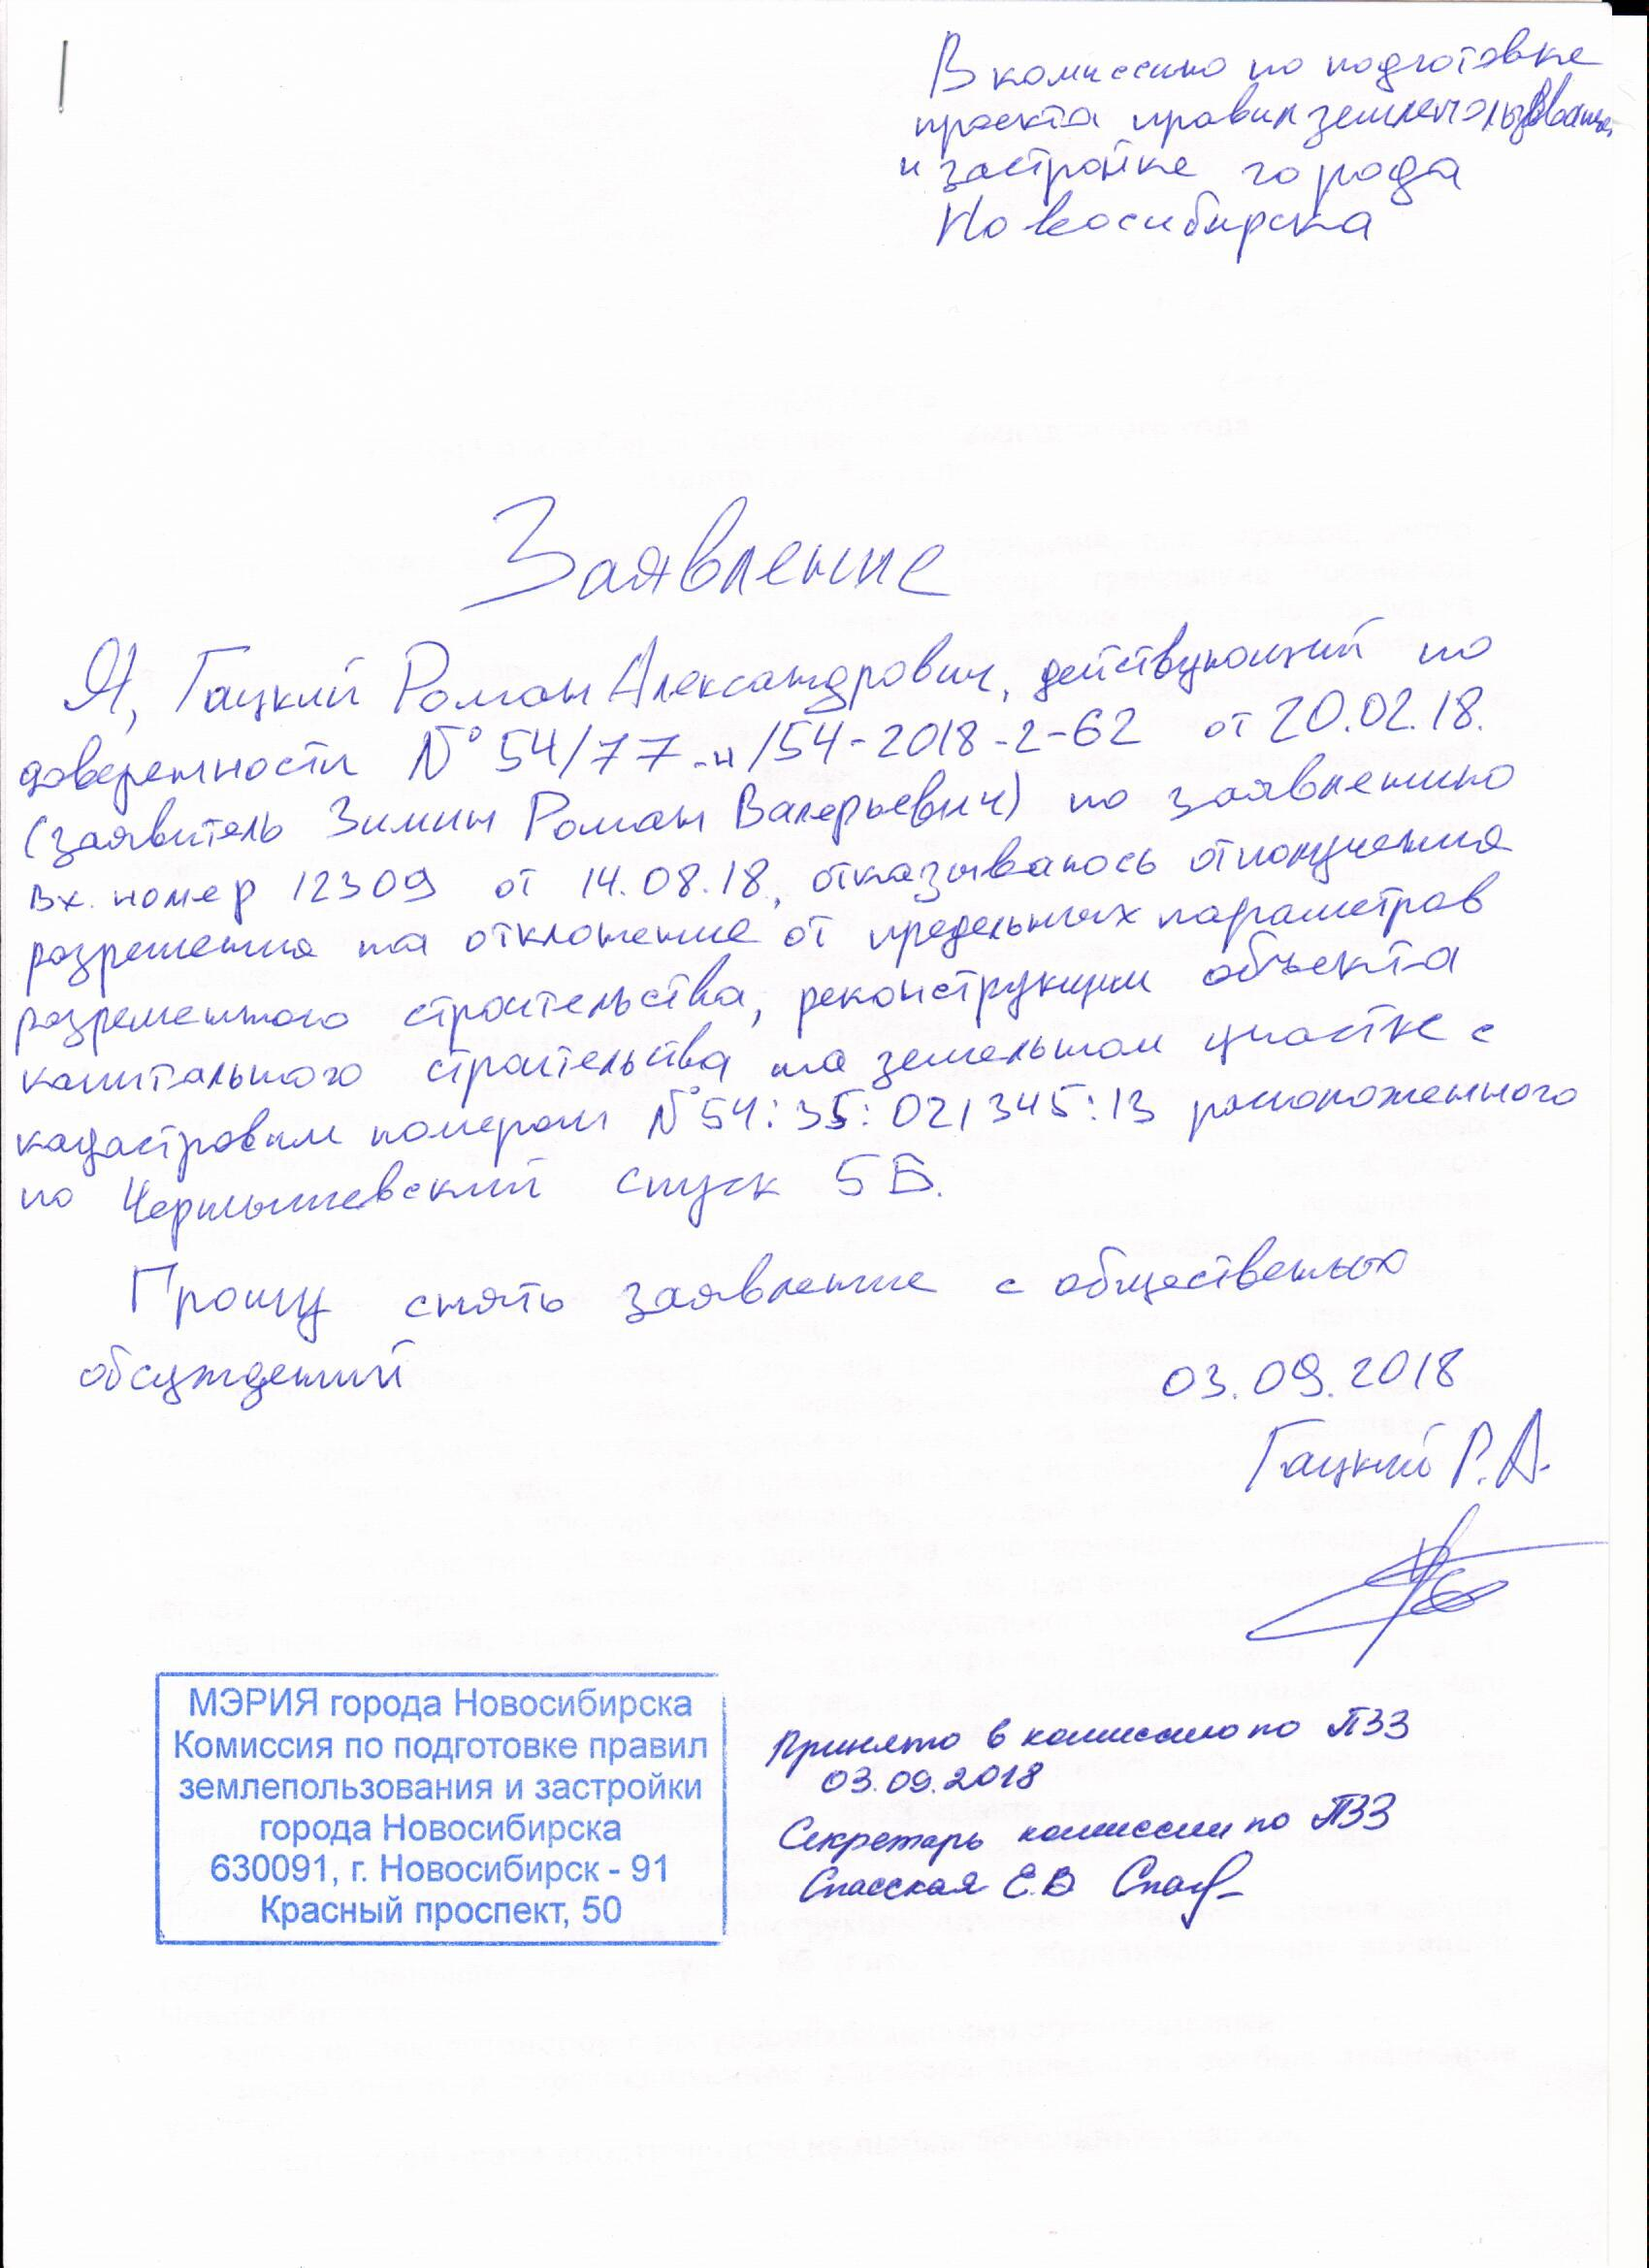 В комиссию по подготовке
проекта правил землепользования
и застройке города
Новосибирска
Заявление
Я, Гацкий Роман Александрович, действующий по
доверенности № 54/77-н/54-2018-2-62 от 20.02.18.
(заявитель Зимин Роман Валерьевич) по заявлению
вх. номер 12309 от 14.08.18, отказываюсь от получения
разрешения на отклонение от предельных параметров
разрешенного строительства, реконструкции объекта
капитального строительства на земельном участке с
кадастровым номером №54:35:021345:13 расположенного
по Чернышевский спуск 5Б.
Прошу снять заявление с общественных
обсуждений
03.09.2018
Гацкий Р.А.
МЭРИЯ города Новосибирска
Комиссия по подготовке правил
землепользования и застройки
города Новосибирска
630091, г. Новосибирск - 91
Красный проспект, 50
Принято в комиссию по ПЗЗ
03.09.2018
Секретарь комиссии по ПЗЗ
Спасская Е.В